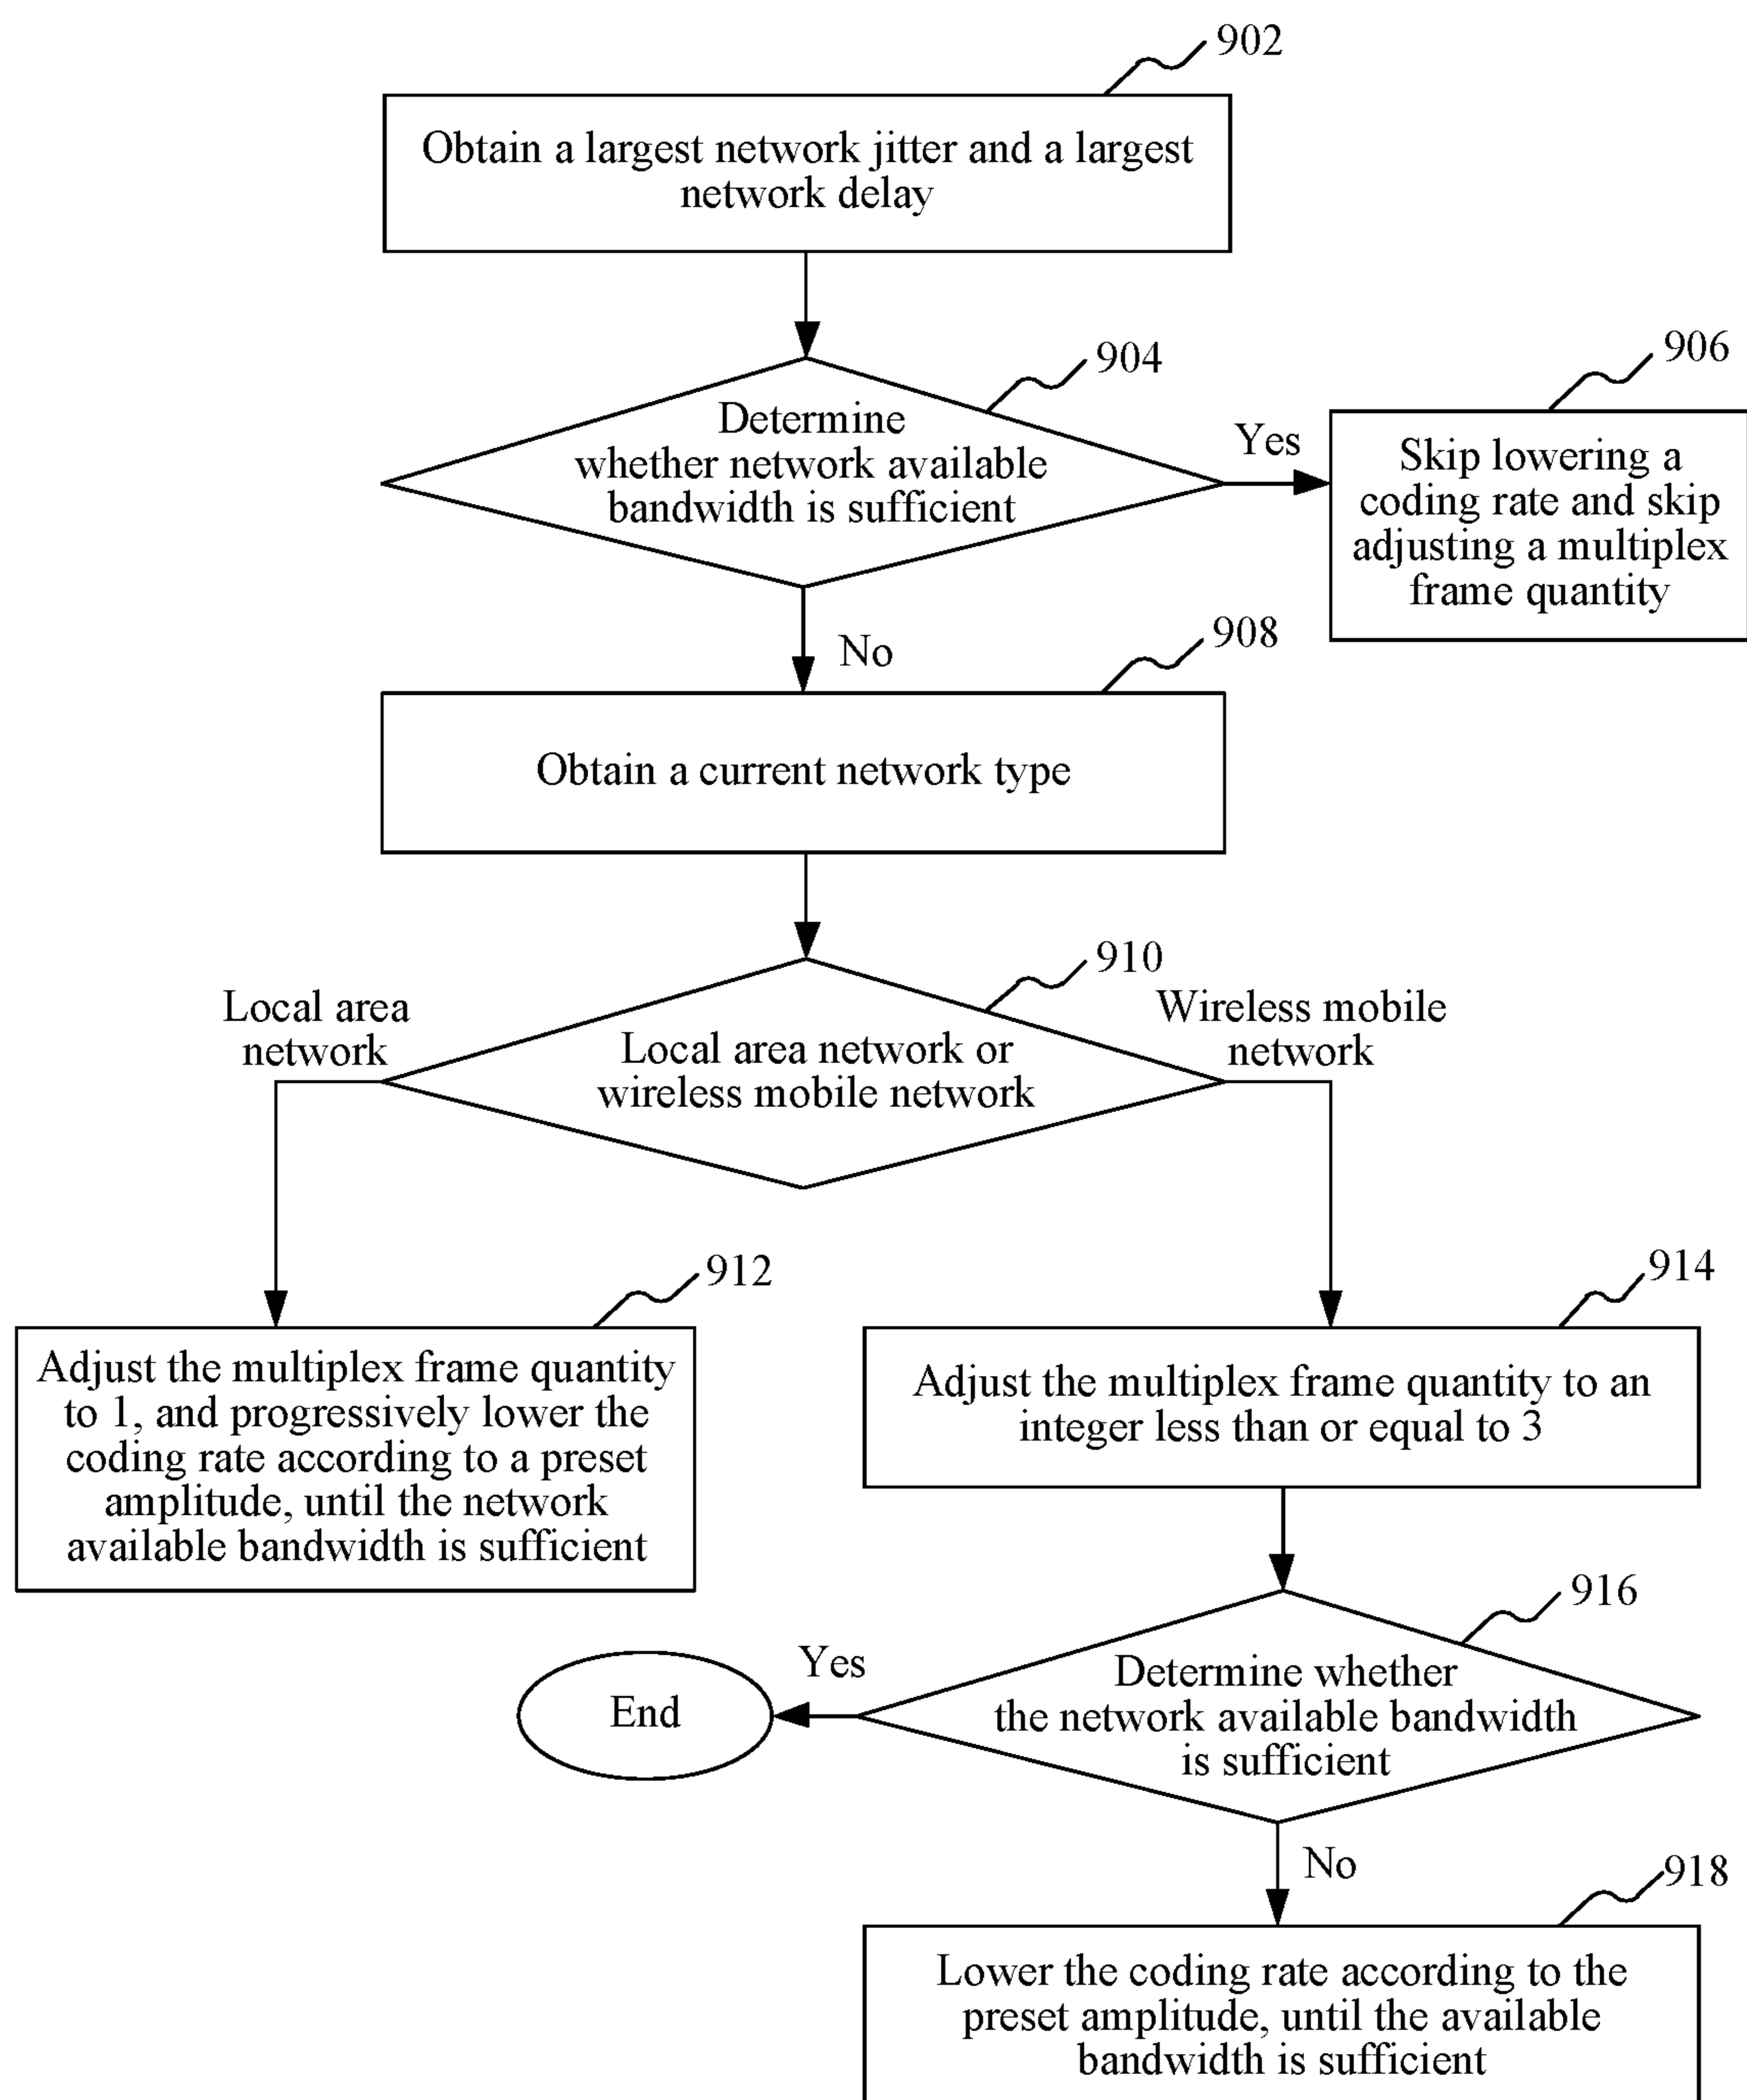 902
Obtain a largest network jitter and a largest
network delay
904
Determine
whether network available
bandwidth is sufficient
Yes
906
Skip lowering a
coding rate and skip
adjusting a multiplex
frame quantity
No
908
Obtain a current network type
910
Local area
network
Local area network or
wireless mobile network
Wireless mobile
network
912
Adjust the multiplex frame quantity
to 1, and progressively lower the
coding rate according to a preset
amplitude, until the network
available bandwidth is sufficient
914
Adjust the multiplex frame quantity to an
integer less than or equal to 3
916
Determine whether
the network available bandwidth
is sufficient
Yes
End
No
918
Lower the coding rate according to the
preset amplitude, until the available
bandwidth is sufficient